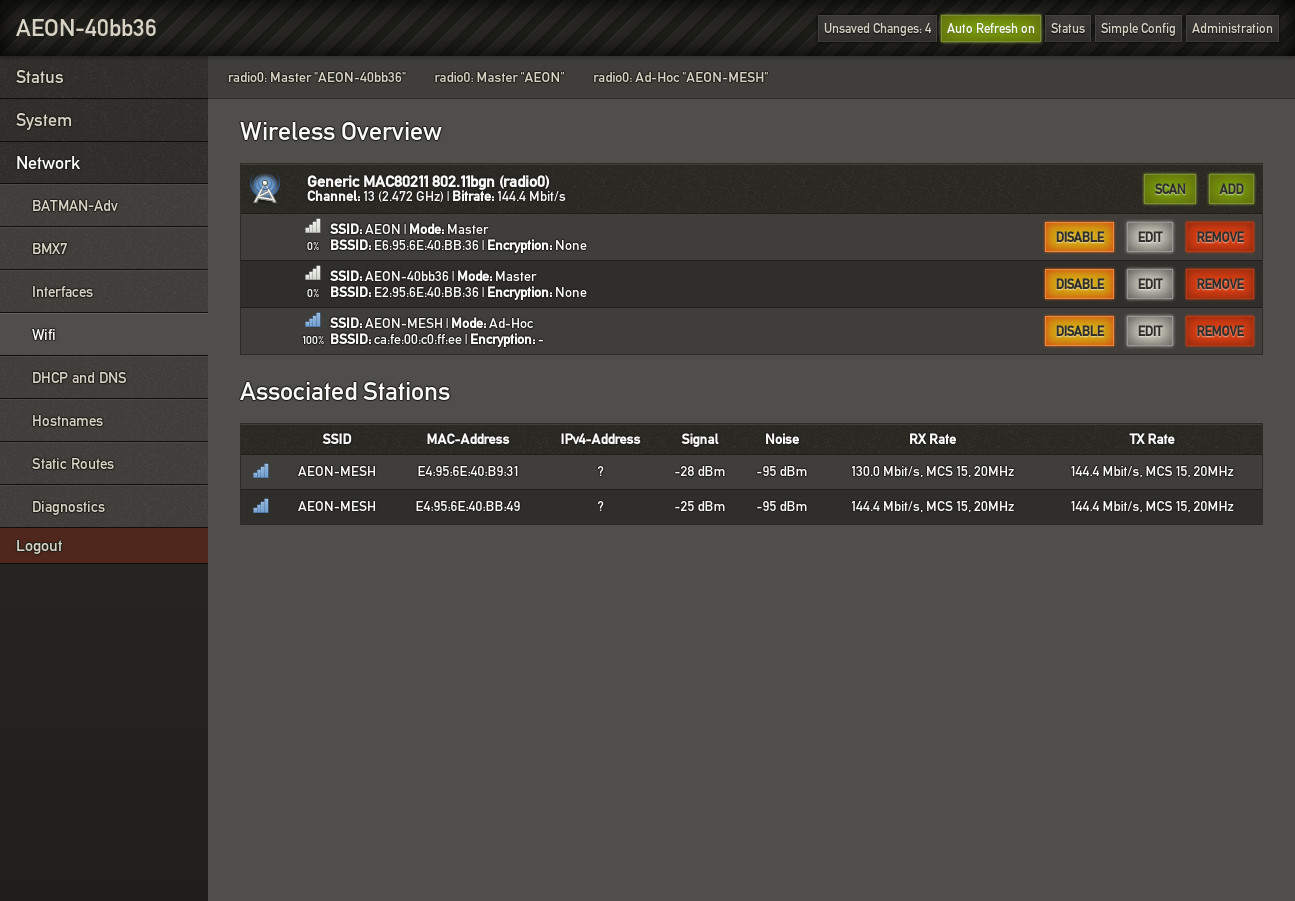 AEON-40bb36
Unsaved Changes: 4 Auto Refresh on Status Simple Config Administration
Status
System
Network
BATMAN-Adv
BMX7
Interfaces
Wifi
DHCP and DNS
Hostnames
Static Routes
Diagnostics
Logout
radio0: Master "AEON-40bb36" radio0: Master "AEON" radio0: Ad-Hoc "AEON-MESH"
Wireless Overview
Generic MAC80211 802.11bgn (radio0)
Channel: 13 (2.472 GHz) | Bitrate: 144.4 Mbit/s
SCAN ADD
SSID: AEON | Mode: Master
0% BSSID: E6:95:6E:40:BB:36 | Encryption: None
DISABLE EDIT REMOVE
SSID: AEON-40bb36 | Mode: Master
0% BSSID: E2:95:6E:40:BB:36 | Encryption: None
DISABLE EDIT REMOVE
SSID: AEON-MESH | Mode: Ad-Hoc
100% BSSID: ca:fe:00:c0:ff:ee | Encryption: -
DISABLE EDIT REMOVE
Associated Stations
SSID MAC-Address IPv4-Address Signal Noise RX Rate TX Rate
AEON-MESH E4:95:6E:40:B9:31 ? -28 dBm -95 dBm 130.0 Mbit/s, MCS 15, 20MHz 144.4 Mbit/s, MCS 15, 20MHz
AEON-MESH E4:95:6E:40:BB:49 ? -25 dBm -95 dBm 144.4 Mbit/s, MCS 15, 20MHz 144.4 Mbit/s, MCS 15, 20MHz